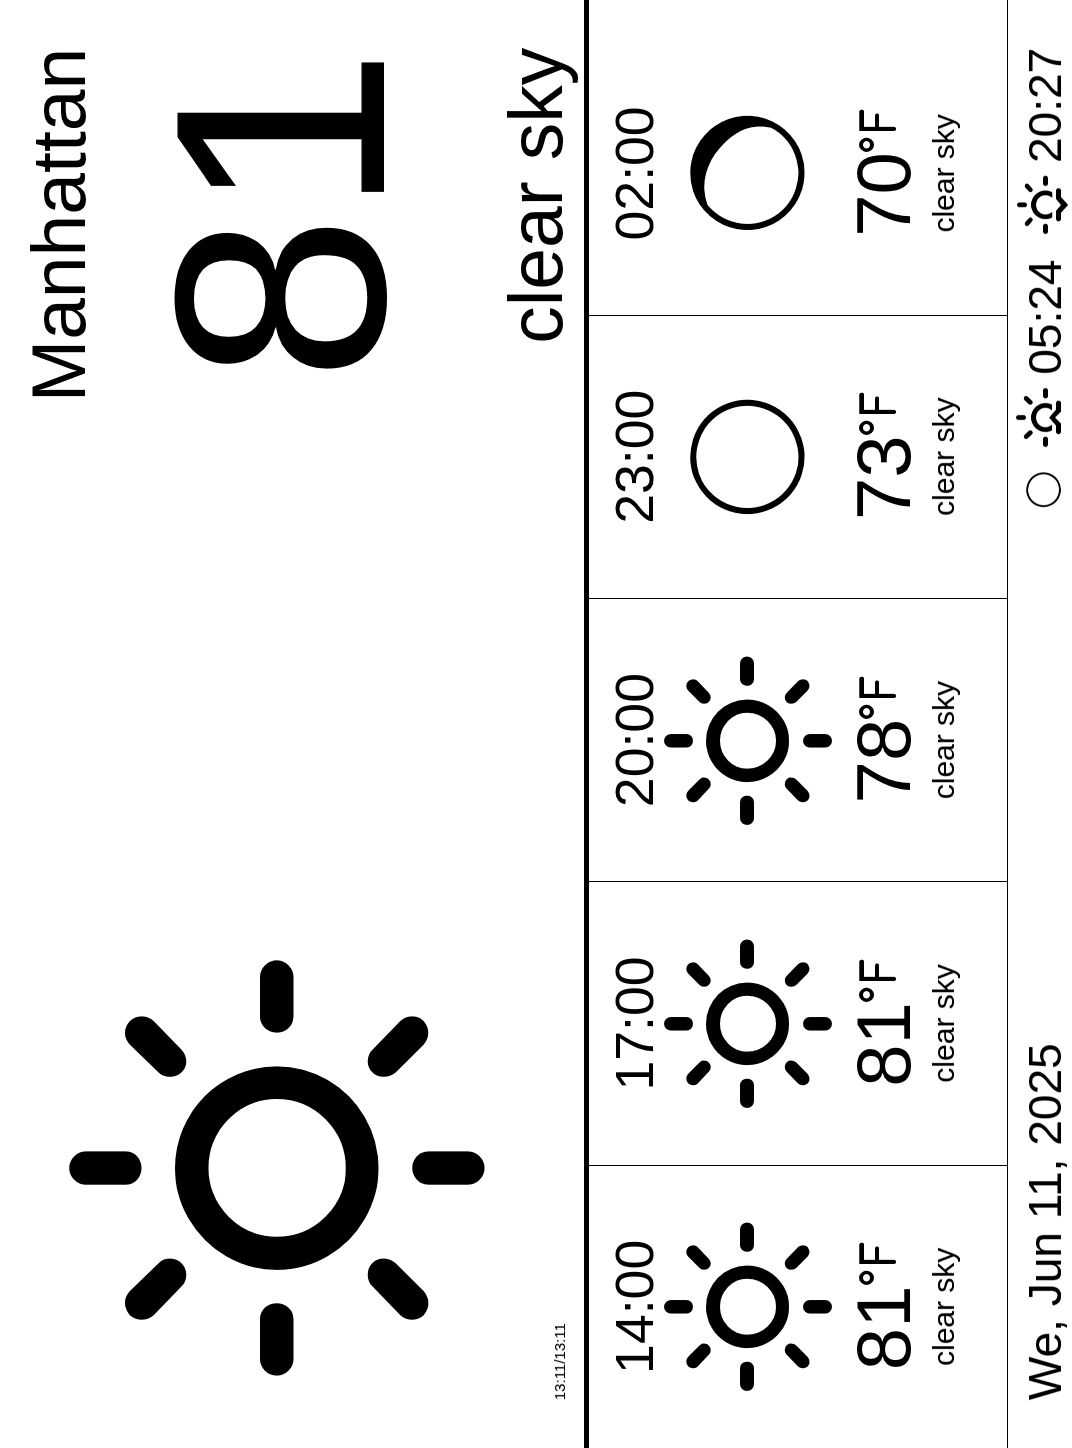 Manhattan
81
clear sky
13:11/13:11
14:00 17:00 20:00 23:00 02:00
81°F 81°F 78°F 73°F 70°F
clear sky clear sky clear sky clear sky clear sky
We, Jun 11, 2025 05:24 20:27